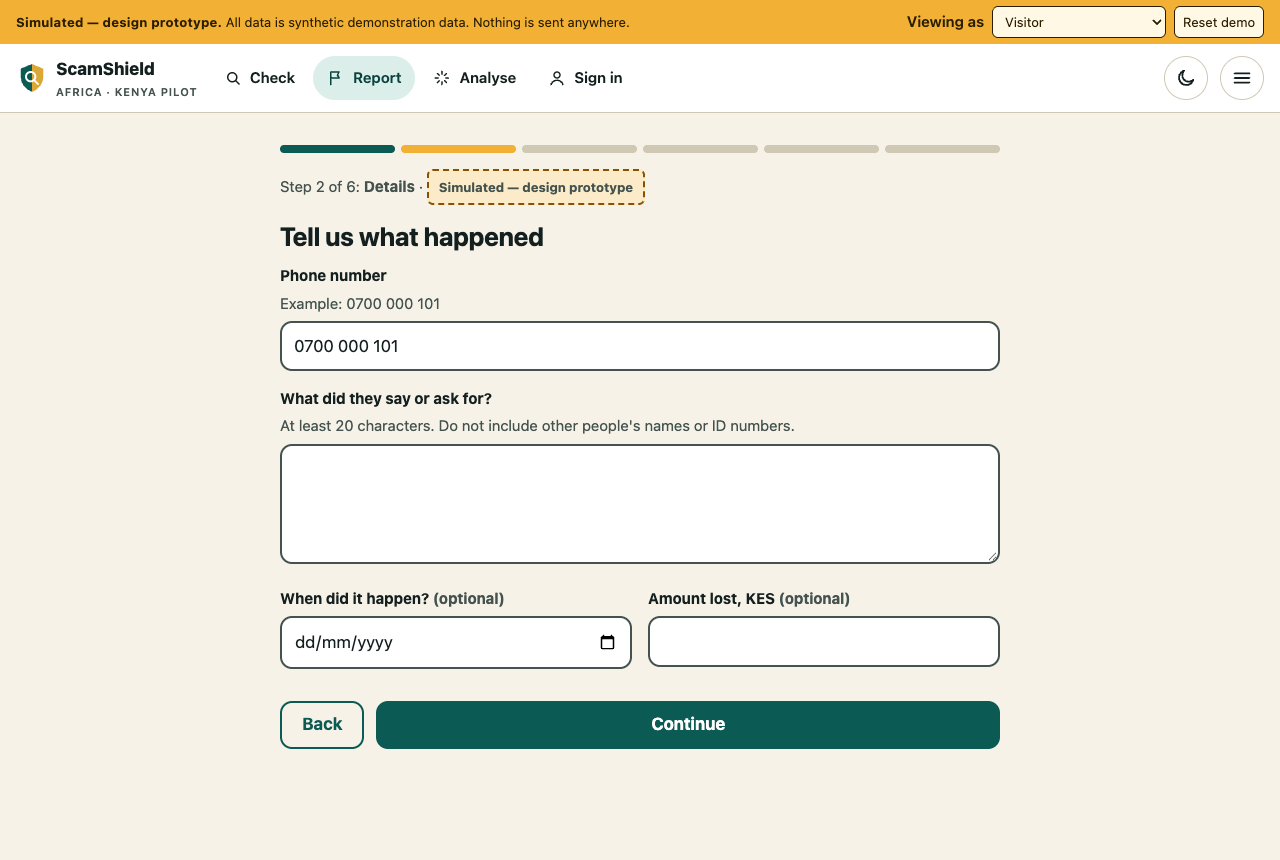 Simulated — design prototype. All data is synthetic demonstration data. Nothing is sent anywhere.
Viewing as
Visitor
Reset demo
ScamShield
AFRICA · KENYA PILOT
Check
Report
Analyse
Sign in
Step 2 of 6: Details · Simulated — design prototype
Tell us what happened
Phone number
Example: 0700 000 101
0700 000 101
What did they say or ask for?
At least 20 characters. Do not include other people's names or ID numbers.
When did it happen? (optional)
Amount lost, KES (optional)
dd/mm/yyyy
Back
Continue